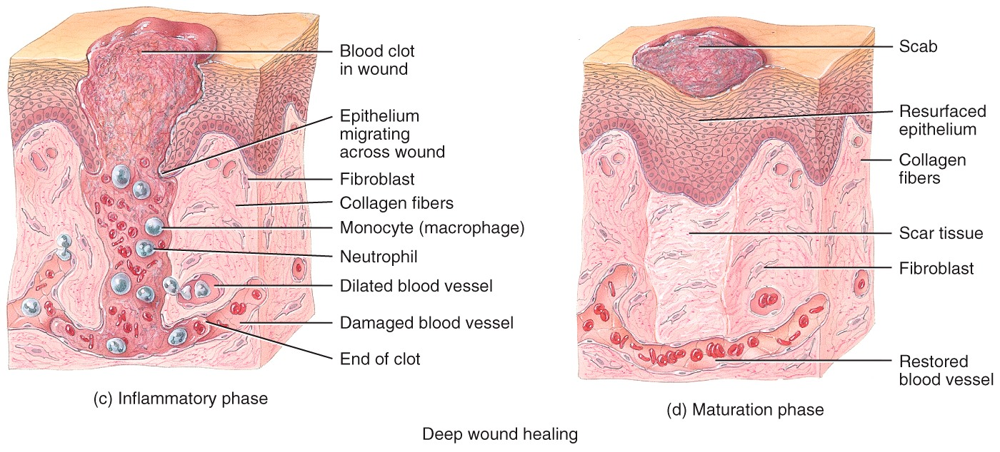 Blood clot
in wound
Epithelium
migrating
across wound
Fibroblast
Collagen fibers
Monocyte (macrophage)
Neutrophil
Dilated blood vessel
Damaged blood vessel
End of clot
(c) Inflammatory phase
Scab
Resurfaced
epithelium
Collagen
fibers
Scar tissue
Fibroblast
Restored
blood vessel
(d) Maturation phase
Deep wound healing